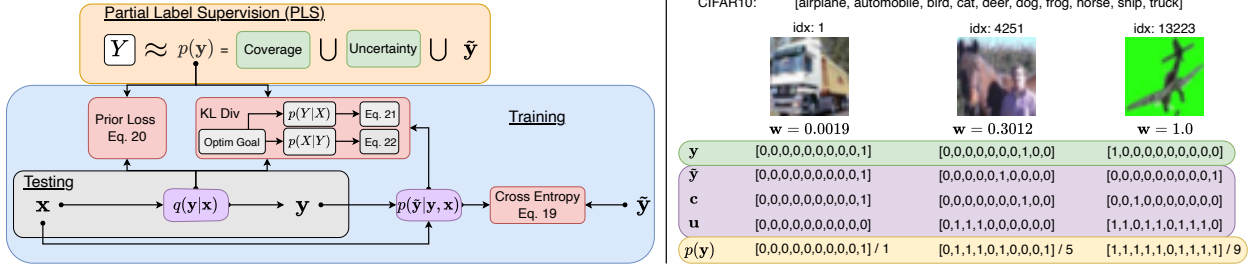 Partial Label Supervision (PLS)
Y ≈ p(y) = Coverage ∪ Uncertainty ∪ ỹ
Prior Loss
Eq. 20
KL Div
Optim Goal
p(Y|X)
Eq. 21
p(X|Y)
Eq. 22
Training
Testing
x
q(y|x)
y
p(ỹ|y, x)
Cross Entropy
Eq. 19
ỹ
CIFAR10: [airplane, automobile, bird, cat, deer, dog, frog, horse, ship, truck]
idx: 1 idx: 4251 idx: 13223
w = 0.0019 w = 0.3012 w = 1.0
y [0,0,0,0,0,0,0,0,0,1] [0,0,0,0,0,0,0,1,0,0] [1,0,0,0,0,0,0,0,0,0]
ỹ [0,0,0,0,0,0,0,0,0,1] [0,0,0,0,0,1,0,0,0,0] [0,0,0,0,0,0,0,0,0,1]
c [0,0,0,0,0,0,0,0,0,1] [0,0,0,0,0,0,0,1,0,0] [0,0,1,0,0,0,0,0,0,0]
u [0,0,0,0,0,0,0,0,0,0] [0,1,1,1,0,0,0,0,0,0] [1,1,0,1,1,0,1,1,1,0]
p(y) [0,0,0,0,0,0,0,0,0,1] / 1 [0,1,1,1,0,1,0,0,0,1] / 5 [1,1,1,1,1,0,1,1,1,1] / 9